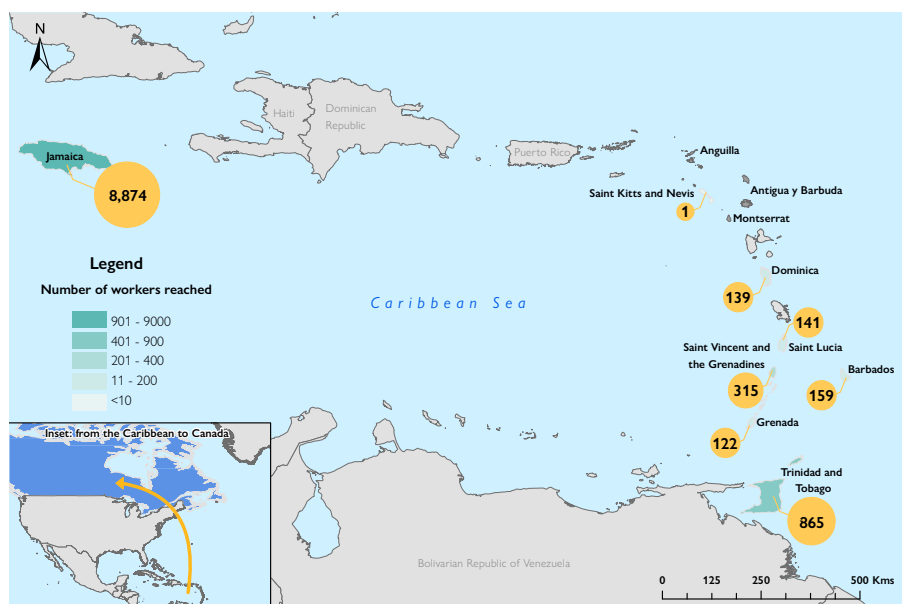 N
Haiti
Dominican
Republic
Puerto Rico
Jamaica
8,874
Anguilla
Saint Kitts and Nevis
1
Antigua y Barbuda
Montserrat
Dominica
139
141
Saint Lucia
Saint Vincent and
the Grenadines
315
Barbados
159
Grenada
122
Trinidad and
Tobago
865
Caribbean Sea
Legend
Number of workers reached
901 - 9000
401 - 900
201 - 400
11 - 200
<10
Inset: from the Caribbean to Canada
Bolivarian Republic of Venezuela
0 125 250 500 Kms